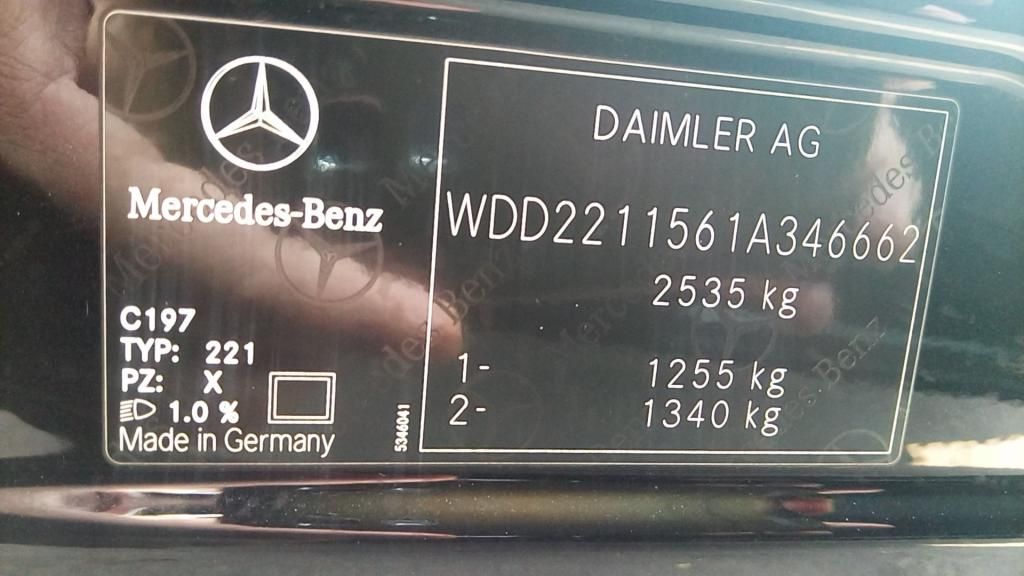 Mercedes-Benz
C197
TYP: 221
PZ: X
1.0 %
Made in Germany
5346041
DAIMLER AG
WDD2211561A346662
2535 kg
1- 1255 kg
2- 1340 kg